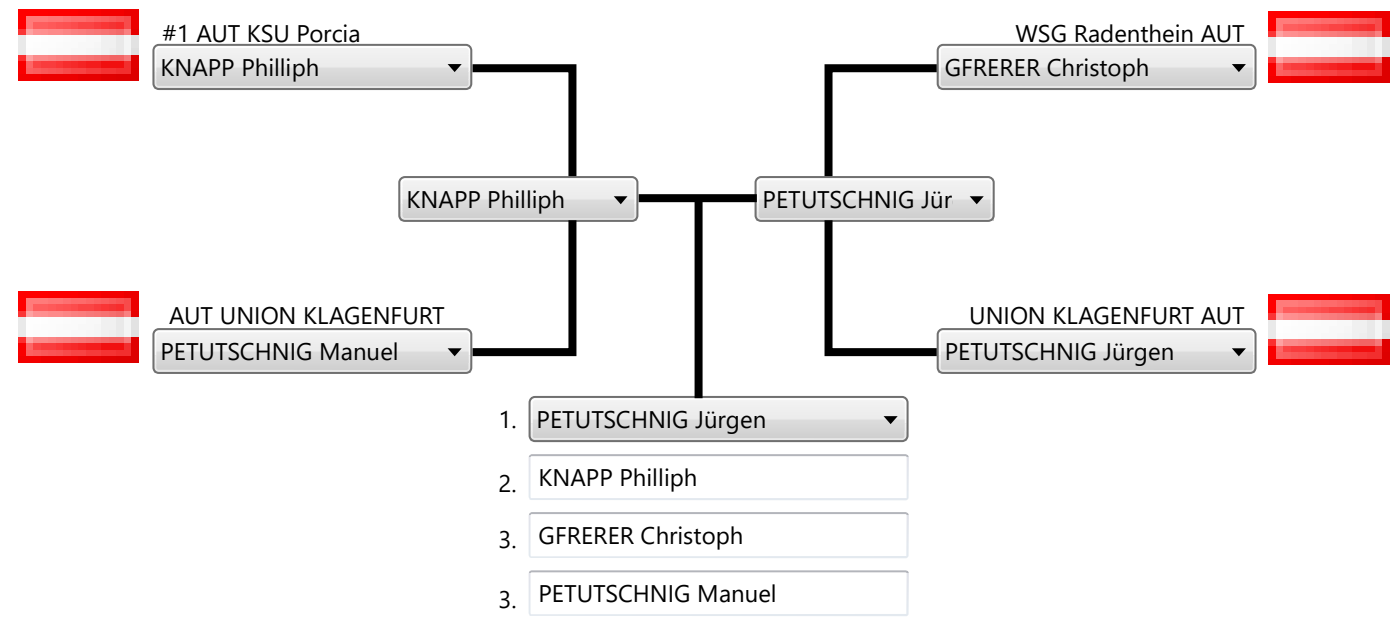 #1 AUT KSU Porcia
WSG Radenthein AUT
KNAPP Philliph
GFRERER Christoph
KNAPP Philliph
PETUTSCHNIG Jür
AUT UNION KLAGENFURT
UNION KLAGENFURT AUT
PETUTSCHNIG Manuel
PETUTSCHNIG Jürgen
1. PETUTSCHNIG Jürgen
2. KNAPP Philliph
3. GFRERER Christoph
3. PETUTSCHNIG Manuel